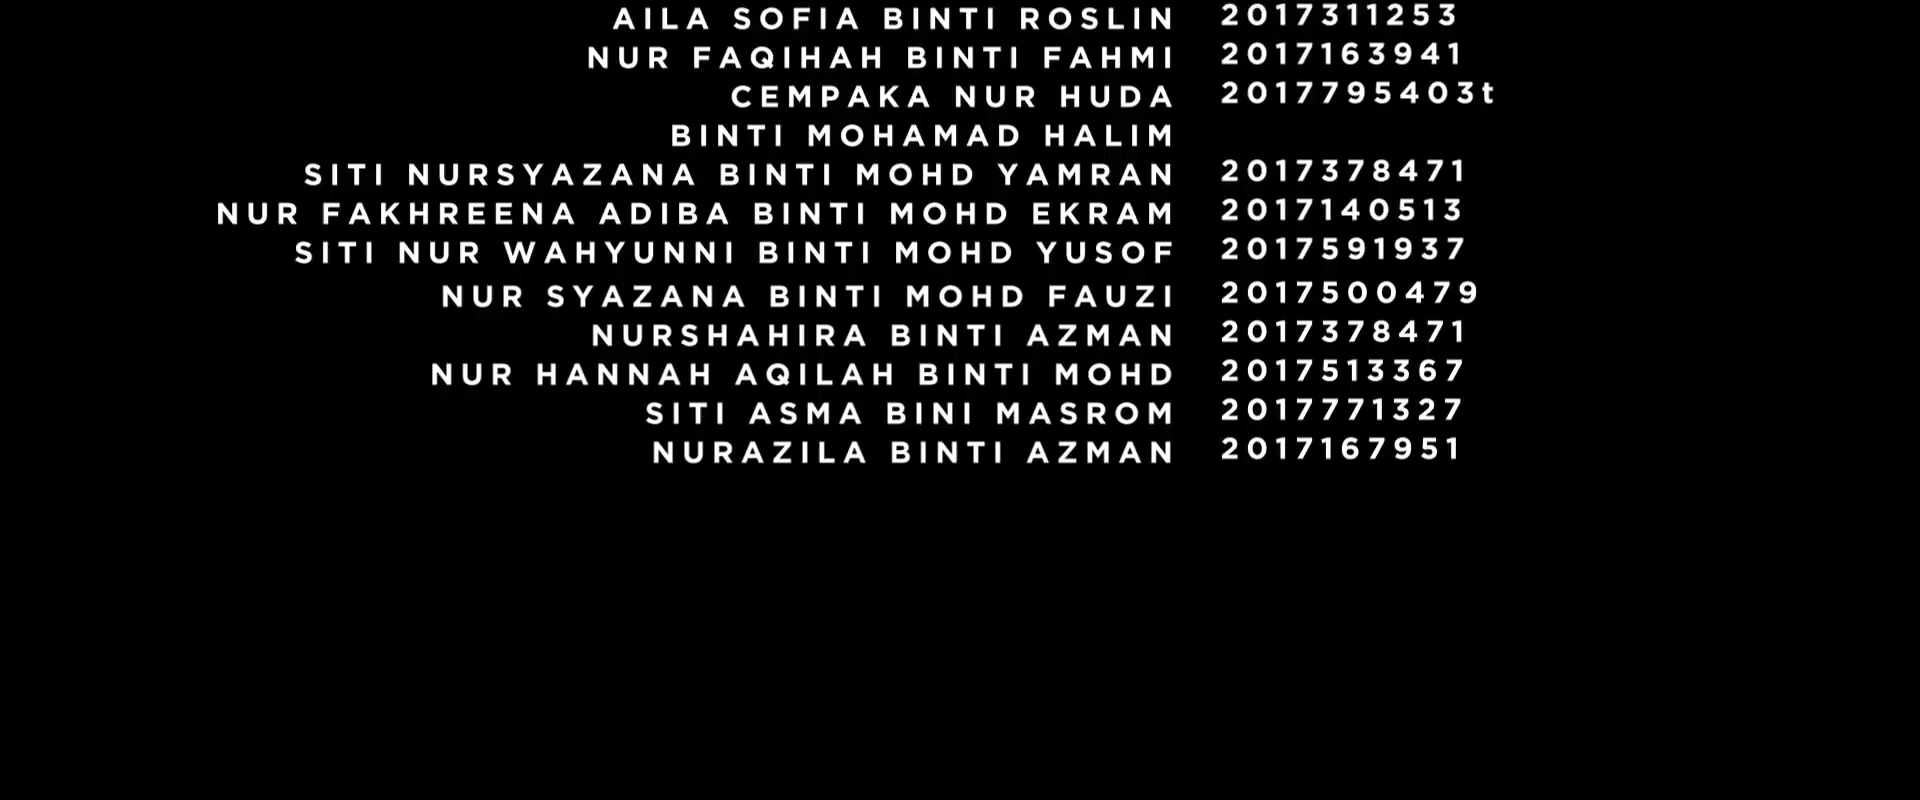 AILA SOFIA BINTI ROSLIN 2017311253
NUR FAQIHAH BINTI FAHMI 2017163941
CEMPAKA NUR HUDA 2017795403t
BINTI MOHAMAD HALIM
SITI NURSYAZANA BINTI MOHD YAMRAN 2017378471
NUR FAKHREENA ADIBA BINTI MOHD EKRAM 2017140513
SITI NUR WAHYUNNI BINTI MOHD YUSOF 2017591937
NUR SYAZANA BINTI MOHD FAUZI 2017500479
NURSHAHIRA BINTI AZMAN 2017378471
NUR HANNAH AQILAH BINTI MOHD 2017513367
SITI ASMA BINI MASROM 2017771327
NURAZILA BINTI AZMAN 2017167951